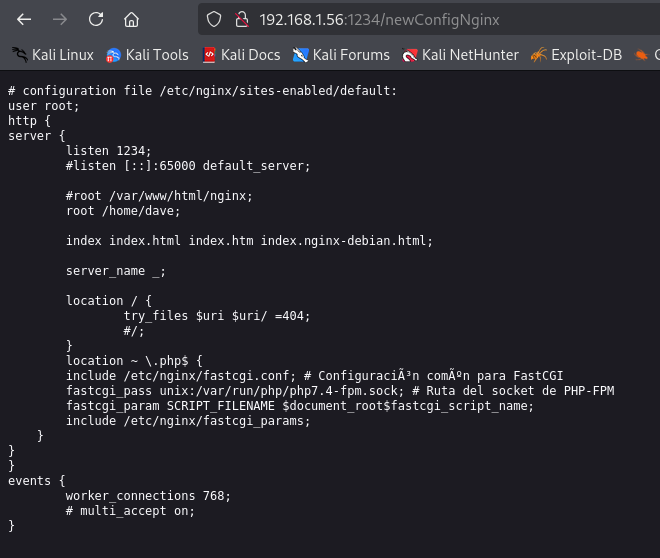 192.168.1.56:1234/newConfigNginx
Kali Linux Kali Tools Kali Docs Kali Forums Kali NetHunter Exploit-DB
# configuration file /etc/nginx/sites-enabled/default:
user root;
http {
server {
        listen 1234;
        #listen [::]:65000 default_server;

        #root /var/www/html/nginx;
        root /home/dave;

        index index.html index.htm index.nginx-debian.html;

        server_name _;

        location / {
                try_files $uri $uri/ =404;
                #/;
        }
        location ~ \.php$ {
        include /etc/nginx/fastcgi.conf; # ConfiguraciÃ³n comÃºn para FastCGI
        fastcgi_pass unix:/var/run/php/php7.4-fpm.sock; # Ruta del socket de PHP-FPM
        fastcgi_param SCRIPT_FILENAME $document_root$fastcgi_script_name;
        include /etc/nginx/fastcgi_params;
    }
}
}
events {
        worker_connections 768;
        # multi_accept on;
}